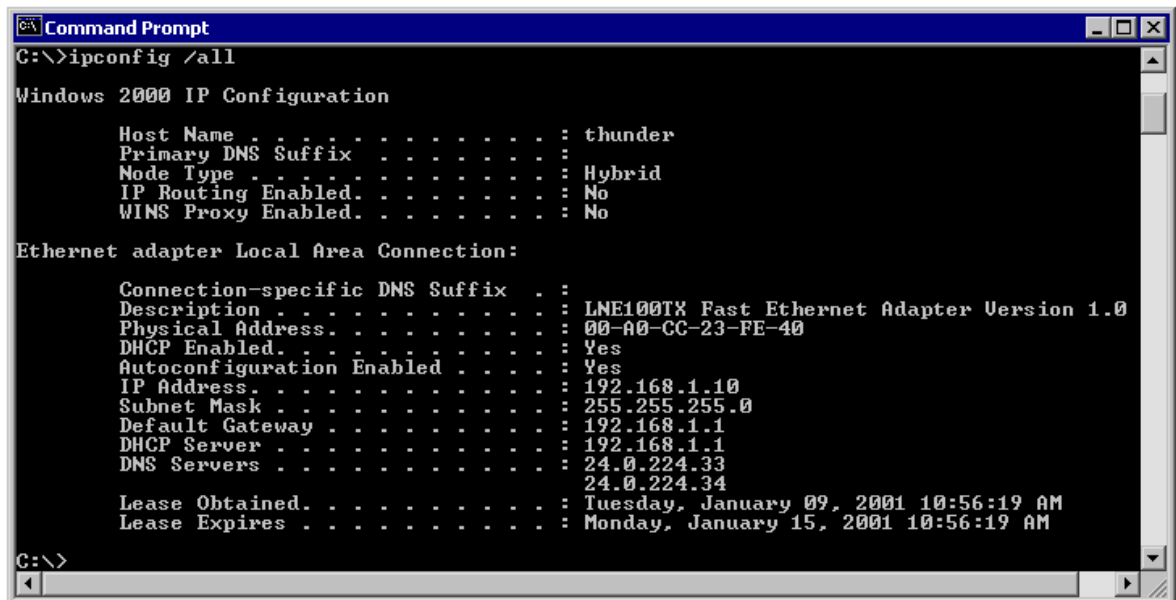 Command Prompt
C:\>ipconfig /all
Windows 2000 IP Configuration
Host Name . . . . . . . . . . . . : thunder
Primary DNS Suffix  . . . . . . . :
Node Type . . . . . . . . . . . . : Hybrid
IP Routing Enabled. . . . . . . . : No
WINS Proxy Enabled. . . . . . . . : No
Ethernet adapter Local Area Connection:
Connection-specific DNS Suffix  . :
Description . . . . . . . . . . . : LNE100TX Fast Ethernet Adapter Version 1.0
Physical Address. . . . . . . . . : 00-A0-CC-23-FE-40
DHCP Enabled. . . . . . . . . . . : Yes
Autoconfiguration Enabled . . . . : Yes
IP Address. . . . . . . . . . . . : 192.168.1.10
Subnet Mask . . . . . . . . . . . : 255.255.255.0
Default Gateway . . . . . . . . . : 192.168.1.1
DHCP Server . . . . . . . . . . . : 192.168.1.1
DNS Servers . . . . . . . . . . . : 24.0.224.33
24.0.224.34
Lease Obtained. . . . . . . . . . : Tuesday, January 09, 2001 10:56:19 AM
Lease Expires . . . . . . . . . . : Monday, January 15, 2001 10:56:19 AM
C:\>